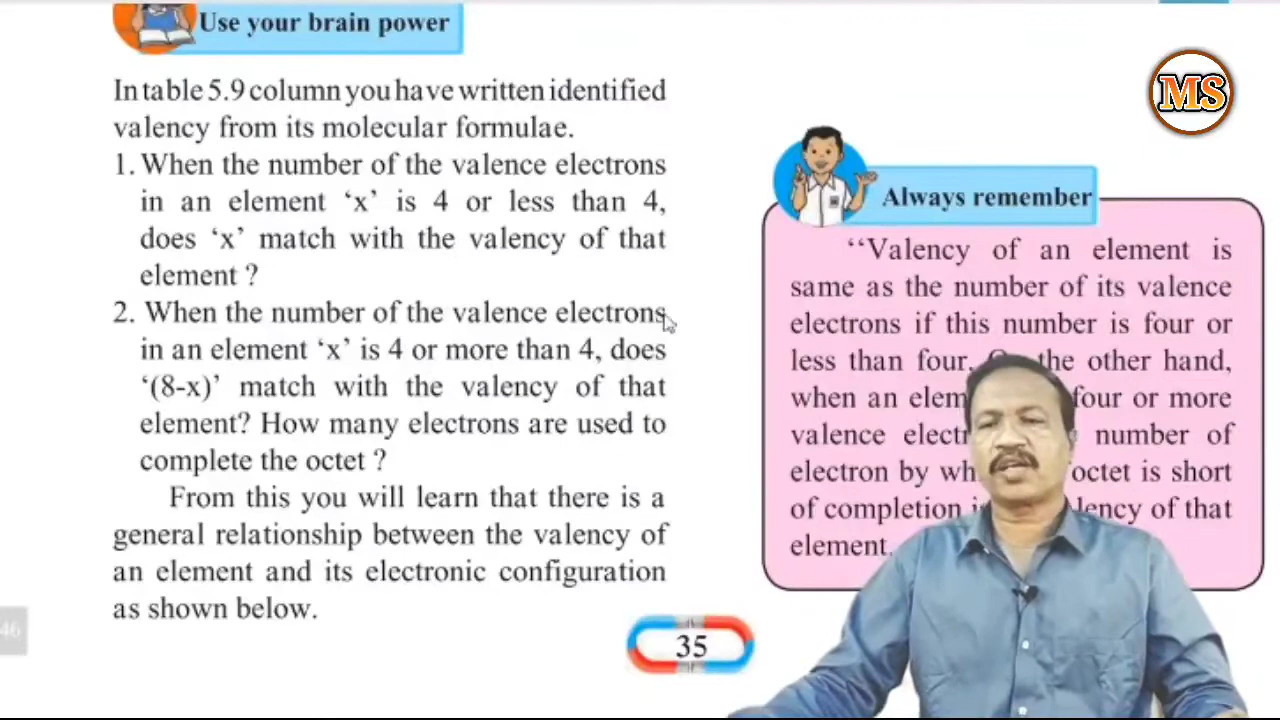 Use your brain power
In table 5.9 column you have written identified
valency from its molecular formulae.
1. When the number of the valence electrons
in an element ‘x’ is 4 or less than 4,
does ‘x’ match with the valency of that
element ?
2. When the number of the valence electrons
in an element ‘x’ is 4 or more than 4, does
‘(8-x)’ match with the valency of that
element? How many electrons are used to
complete the octet ?
From this you will learn that there is a
general relationship between the valency of
an element and its electronic configuration
as shown below.
46
35
MS
Always remember
‘‘Valency of an element is
same as the number of its valence
electrons if this number is four or
less than four. the other hand,
when an four or more
valence number of
electron by octet is short
of completion of that
element.